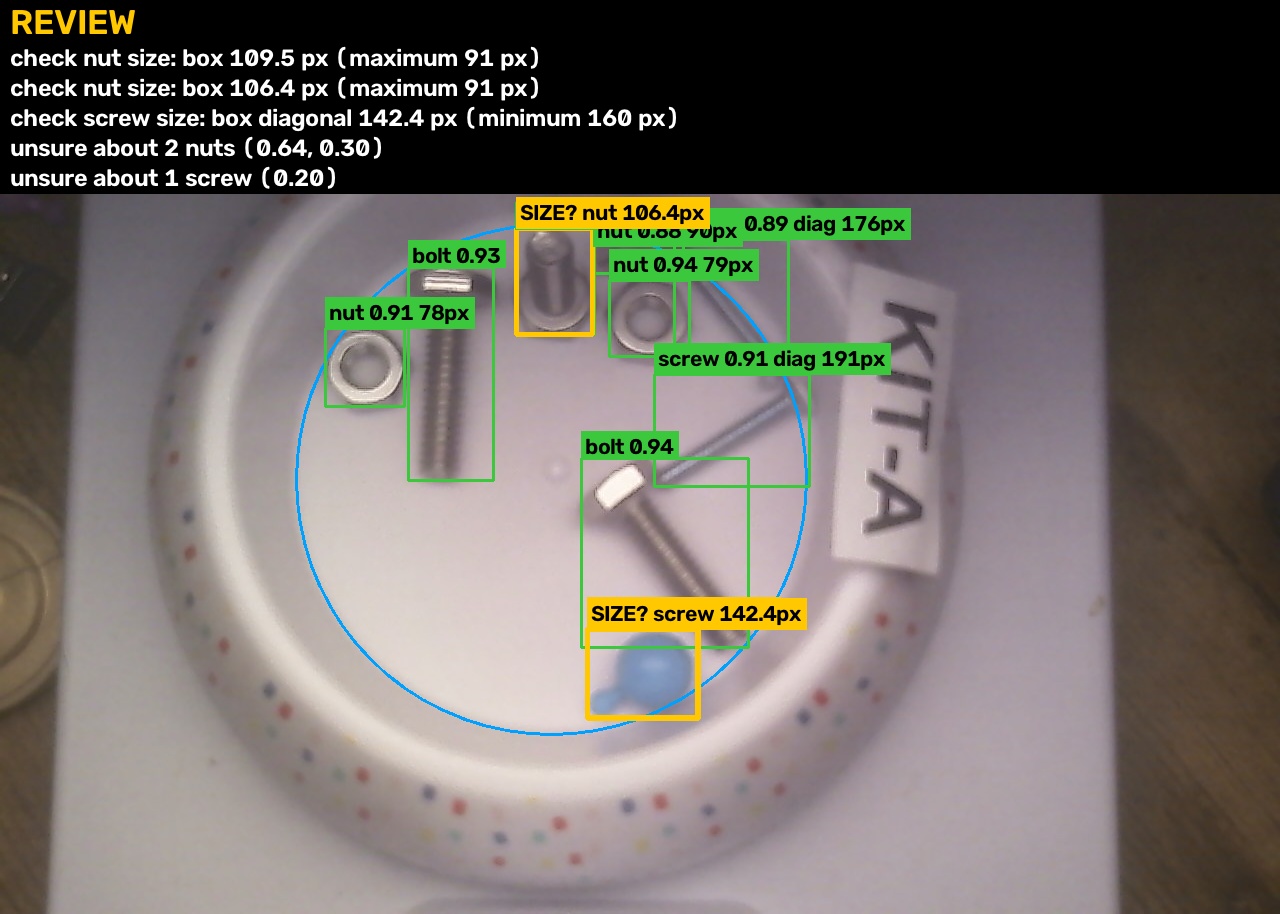 REVIEW
check nut size: box 109.5 px (maximum 91 px)
check nut size: box 106.4 px (maximum 91 px)
check screw size: box diagonal 142.4 px (minimum 160 px)
unsure about 2 nuts (0.64, 0.30)
unsure about 1 screw (0.20)
SIZE? nut 106.4px
0.89 diag 176px
nut 0.88 90px
bolt 0.93
nut 0.94 79px
nut 0.91 78px
screw 0.91 diag 191px
bolt 0.94
SIZE? screw 142.4px
KIT-A